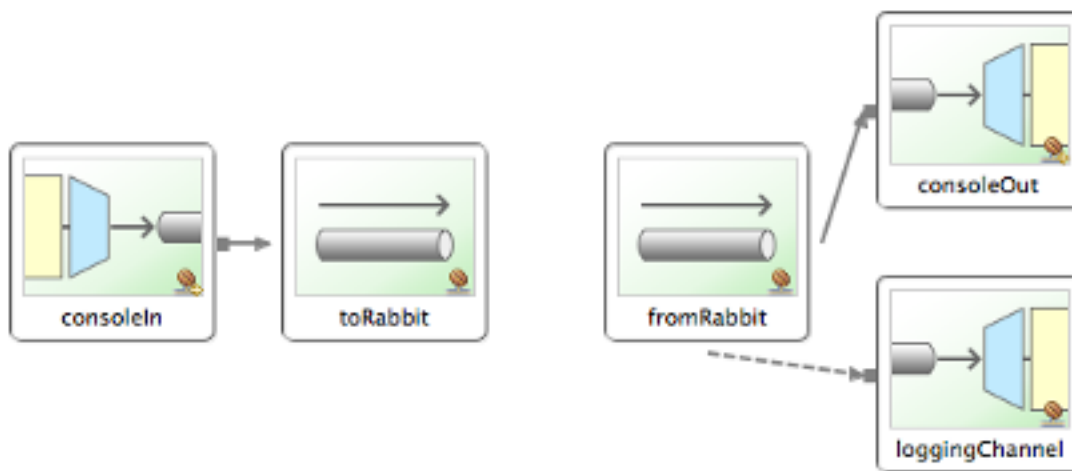 consoleIn
toRabbit
fromRabbit
consoleOut
loggingChannel